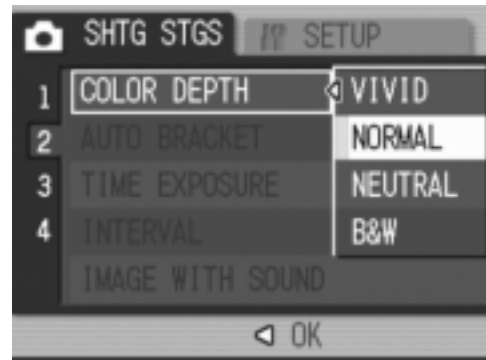 SHTG STGS SETUP
1 COLOR DEPTH VIVID
2 AUTO BRACKET NORMAL
3 TIME EXPOSURE NEUTRAL
4 INTERVAL B&W
IMAGE WITH SOUND
OK